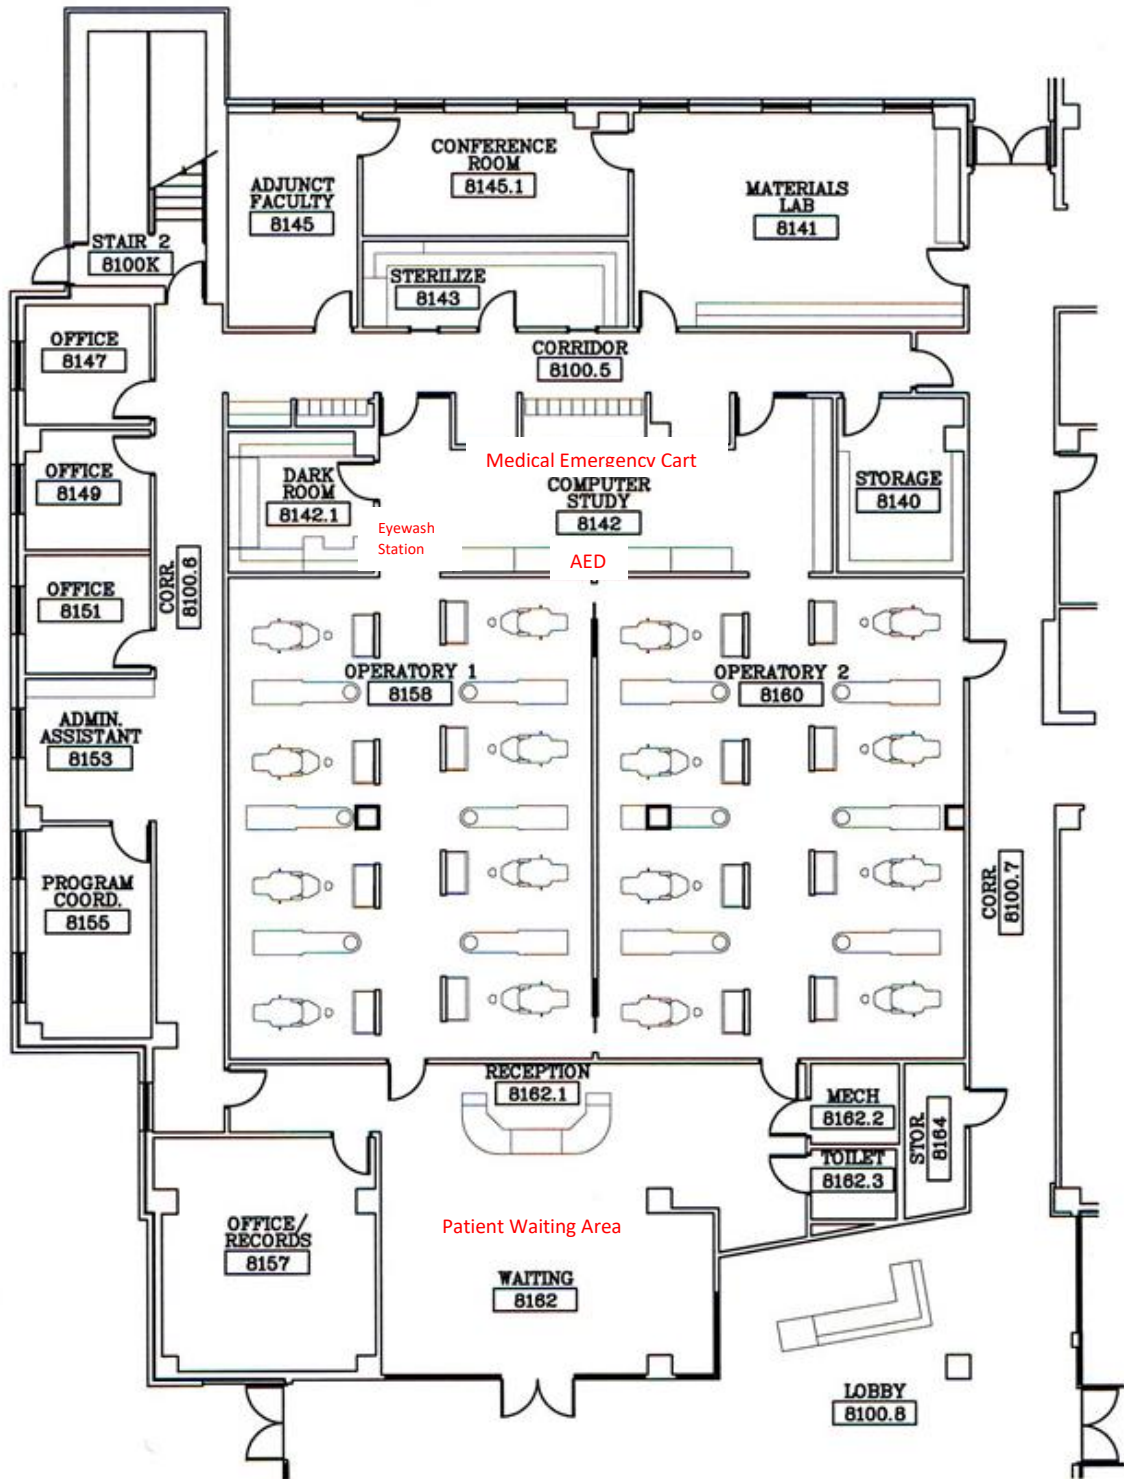 CONFERENCE
ROOM
8145.1
ADJUNCT
FACULTY
8145
MATERIALS
LAB
8141
STAIR 2
8100K
STERILIZE
8143
OFFICE
8147
CORRIDOR
8100.5
Medical Emergency Cart
OFFICE
8149
DARK
ROOM
8142.1
COMPUTER
STUDY
8142
STORAGE
8140
Eyewash
Station
AED
CORR.
8100.6
OFFICE
8151
OPERATORY 1
8158
OPERATORY 2
8160
ADMIN.
ASSISTANT
8153
PROGRAM
COORD.
8155
CORR.
8100.7
RECEPTION
8162.1
MECH
8162.2
STOR.
8164
TOILET
8162.3
OFFICE/
RECORDS
8157
Patient Waiting Area
WAITING
8162
LOBBY
8100.8